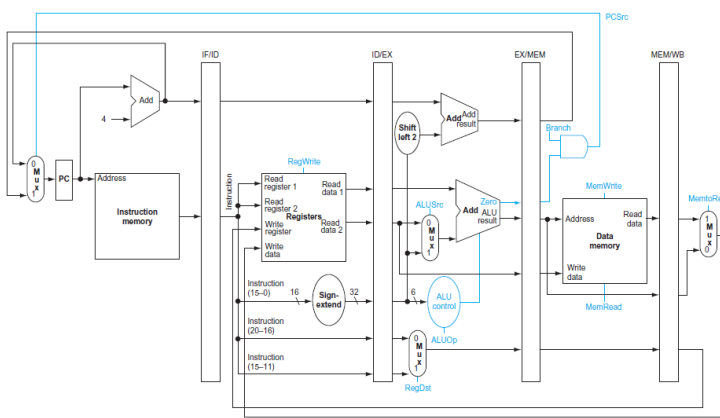 PCSrc
IF/ID
ID/EX
EX/MEM
MEM/WB
Add
4
Add Add
result
Shift
left 2
Branch
0
M
u
x
1
PC
Address
Instruction
memory
Instruction
RegWrite
Read
register 1
Read
register 2
Registers
Write
register
Write
data
Read
data 1
Read
data 2
ALUSrc
0
M
u
x
1
Zero
Add ALU
result
MemWrite
Address
Read
data
Data
memory
Write
data
MemRead
MemtoRe
1
M
u
x
0
Instruction
(15–0)
16
Sign-
extend
32
6
ALU
control
ALUOp
Instruction
(20–16)
Instruction
(15–11)
0
M
u
x
1
RegDst